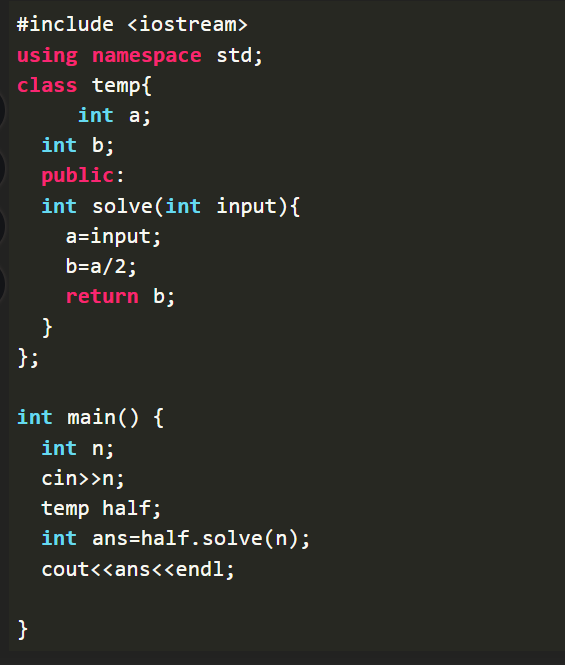 #include <iostream>
using namespace std;
class temp{
     int a;
  int b;
  public:
  int solve(int input){
    a=input;
    b=a/2;
    return b;
  }
};

int main() {
  int n;
  cin>>n;
  temp half;
  int ans=half.solve(n);
  cout<<ans<<endl;

}